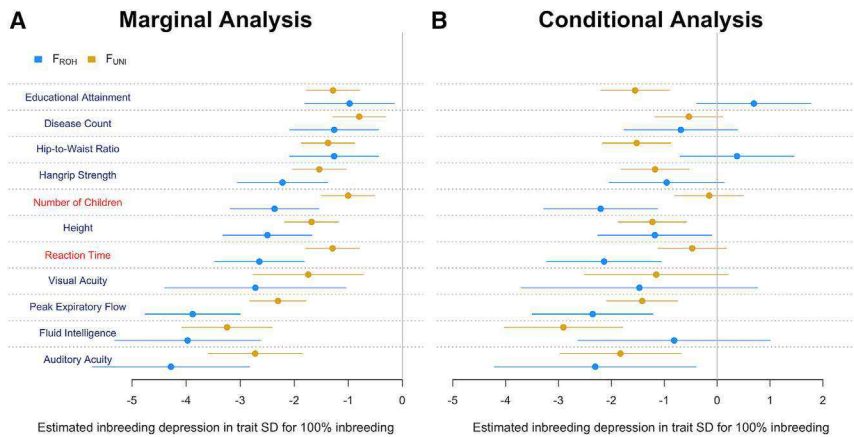 A Marginal Analysis
B Conditional Analysis
FROH FUNI
Educational Attainment
Disease Count
Hip-to-Waist Ratio
Hangrip Strength
Number of Children
Height
Reaction Time
Visual Acuity
Peak Expiratory Flow
Fluid Intelligence
Auditory Acuity
-5 -4 -3 -2 -1 0
-5 -4 -3 -2 -1 0 1 2
Estimated inbreeding depression in trait SD for 100% inbreeding
Estimated inbreeding depression in trait SD for 100% inbreeding